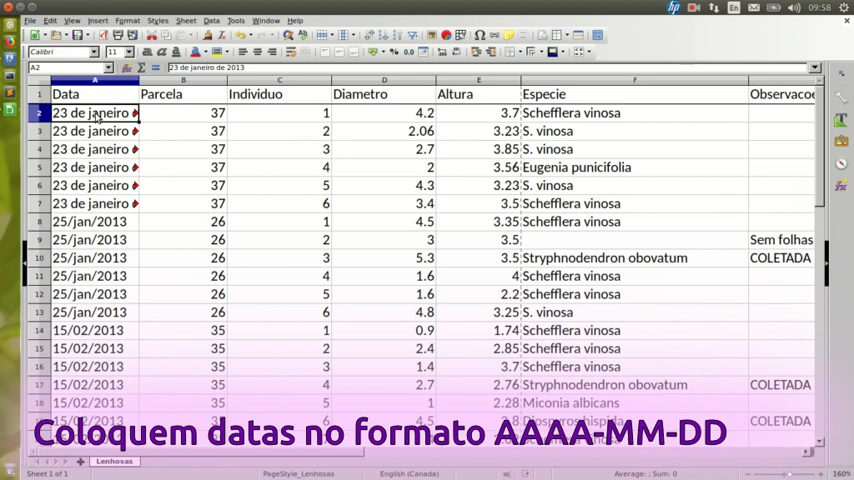 09:58
En
File Edit View Insert Format Styles Sheet Data Tools Window Help
Calibri 11
A2 23 de janeiro de 2013
A B C D E F
1 Data Parcela Individuo Diametro Altura Especie Observacoe
2 23 de janeiro 37 1 4.2 3.7 Schefflera vinosa
3 23 de janeiro 37 2 2.06 3.23 S. vinosa
4 23 de janeiro 37 3 2.7 3.85 S. vinosa
5 23 de janeiro 37 4 2 3.56 Eugenia punicifolia
6 23 de janeiro 37 5 4.3 3.23 S. vinosa
7 23 de janeiro 37 6 3.4 3.5 Schefflera vinosa
8 25/jan/2013 26 1 4.5 3.35 Schefflera vinosa
9 25/jan/2013 26 2 3 3.5 Sem folhas
10 25/jan/2013 26 3 5.3 3.5 Stryphnodendron obovatum COLETADA
11 25/jan/2013 26 4 1.6 4 Schefflera vinosa
12 25/jan/2013 26 5 1.6 2.2 Schefflera vinosa
13 25/jan/2013 26 6 4.8 3.25 S. vinosa
14 15/02/2013 35 1 0.9 1.74 Schefflera vinosa
15 15/02/2013 35 2 2.4 2.85 Schefflera vinosa
16 15/02/2013 35 3 1.4 3.7 Schefflera vinosa
17 15/02/2013 35 4 2.7 2.76 Stryphnodendron obovatum COLETADA
18 15/02/2013 35 5 1 2.28 Miconia albicans
COLETADA
Coloquem datas no formato AAAA-MM-DD
Lenhosas
Sheet 1 of 1 PageStyle_Lenhosas English (Canada) Average: ; Sum: 0 160%